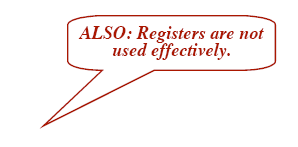 ALSO: Registers are not
used effectively.